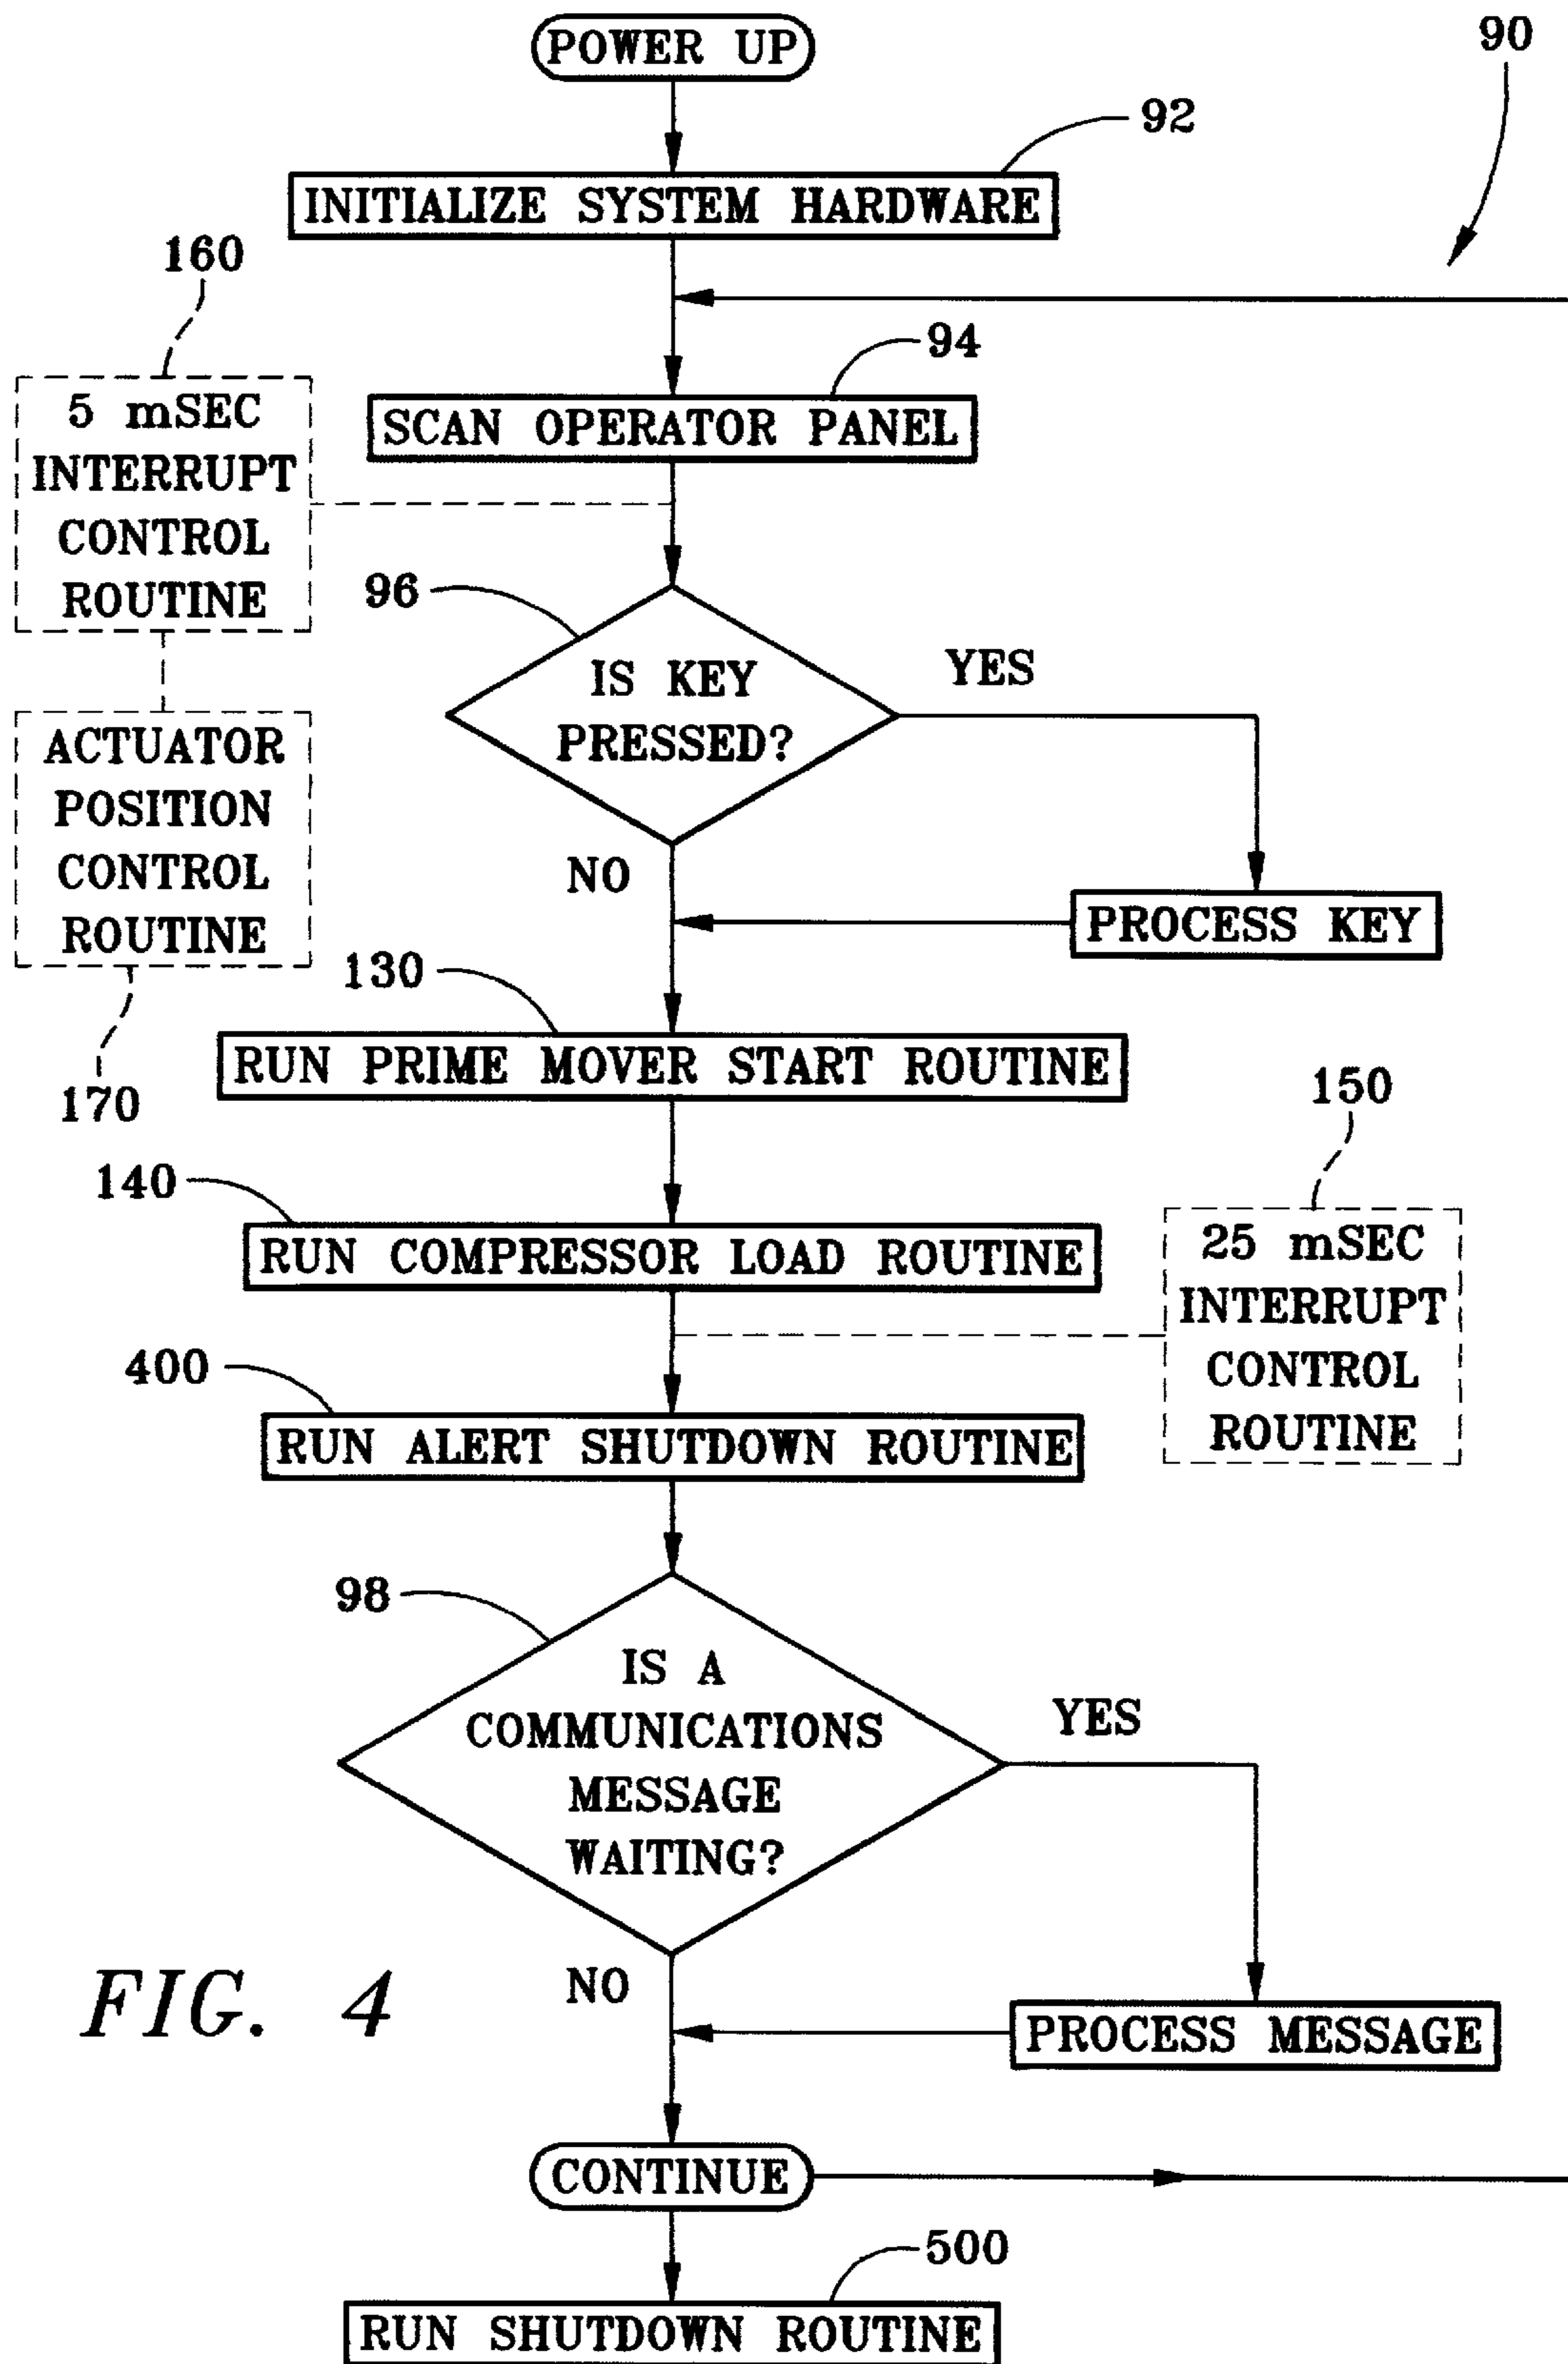 POWER UP
90
92
INITIALIZE SYSTEM HARDWARE
160
94
5 mSEC
INTERRUPT
CONTROL
ROUTINE
SCAN OPERATOR PANEL
96
IS KEY
PRESSED?
YES
ACTUATOR
POSITION
CONTROL
ROUTINE
NO
PROCESS KEY
130
170
RUN PRIME MOVER START ROUTINE
150
140
RUN COMPRESSOR LOAD ROUTINE
25 mSEC
INTERRUPT
CONTROL
ROUTINE
400
RUN ALERT SHUTDOWN ROUTINE
98
IS A
COMMUNICATIONS
MESSAGE
WAITING?
YES
NO
FIG. 4
PROCESS MESSAGE
CONTINUE
500
RUN SHUTDOWN ROUTINE